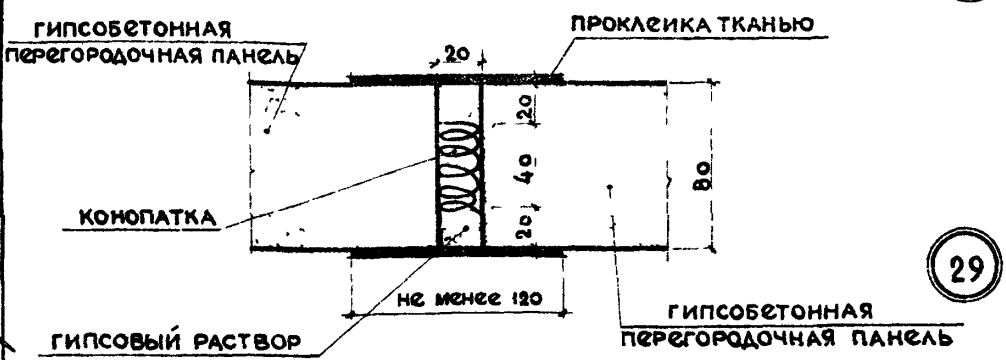 ГИПСОБЕТОННАЯ
ПЕРЕГОРОДОЧНАЯ ПАНЕЛЬ
ПРОКЛЕЙКА ТКАНЬЮ
20
20
40
20
80
КОНОПАТКА
29
не менее 120
ГИПСОВЫЙ РАСТВОР
ГИПСОБЕТОННАЯ
ПЕРЕГОРОДОЧНАЯ ПАНЕЛЬ